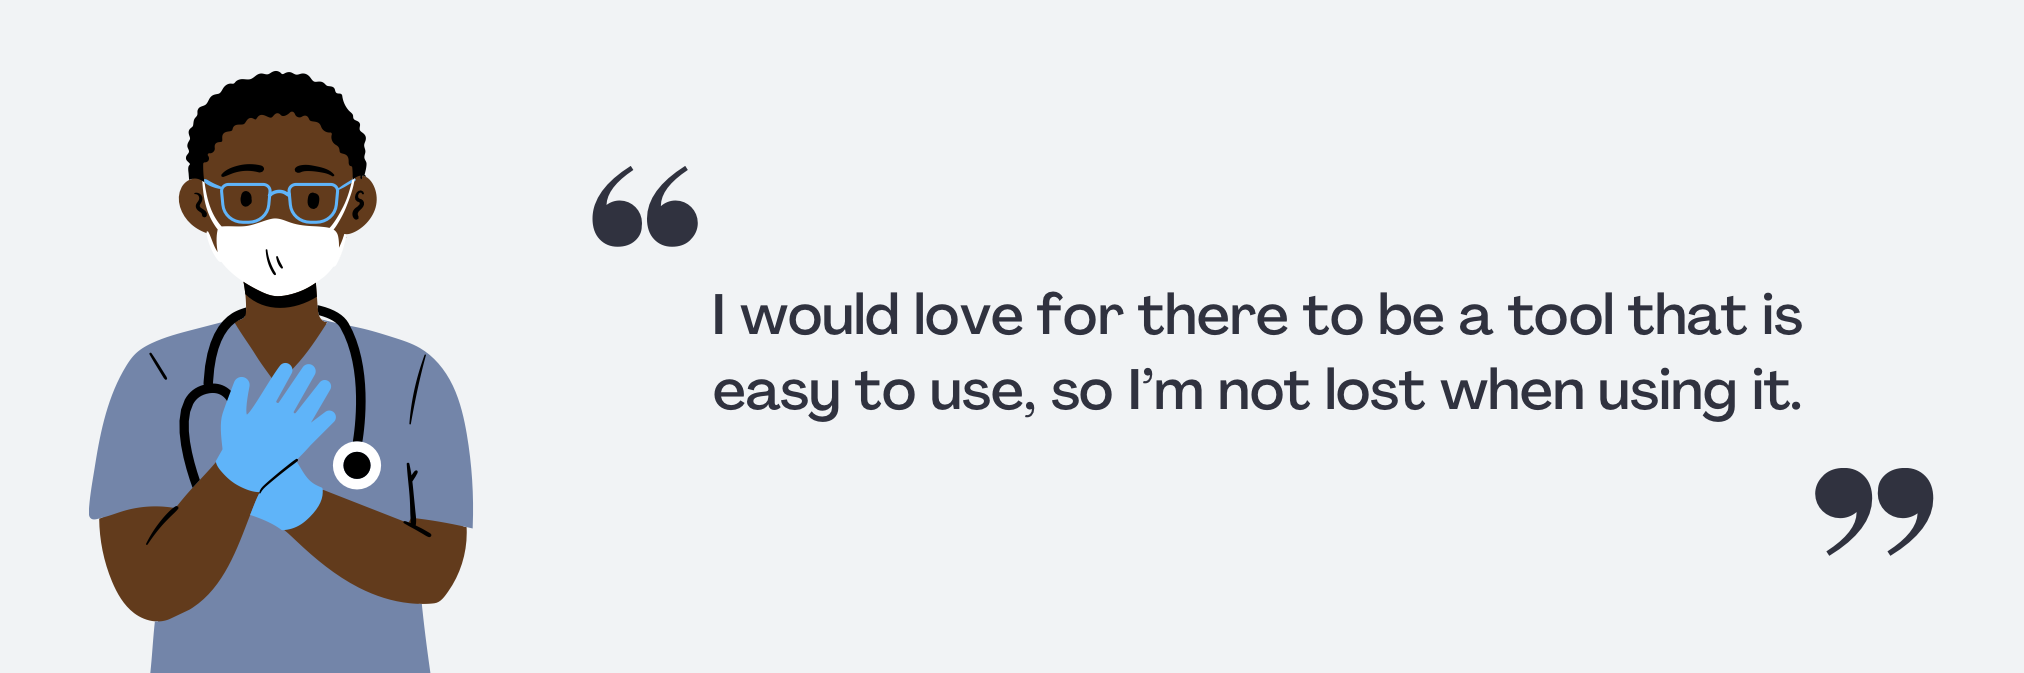 “
I would love for there to be a tool that is
easy to use, so I’m not lost when using it.
”